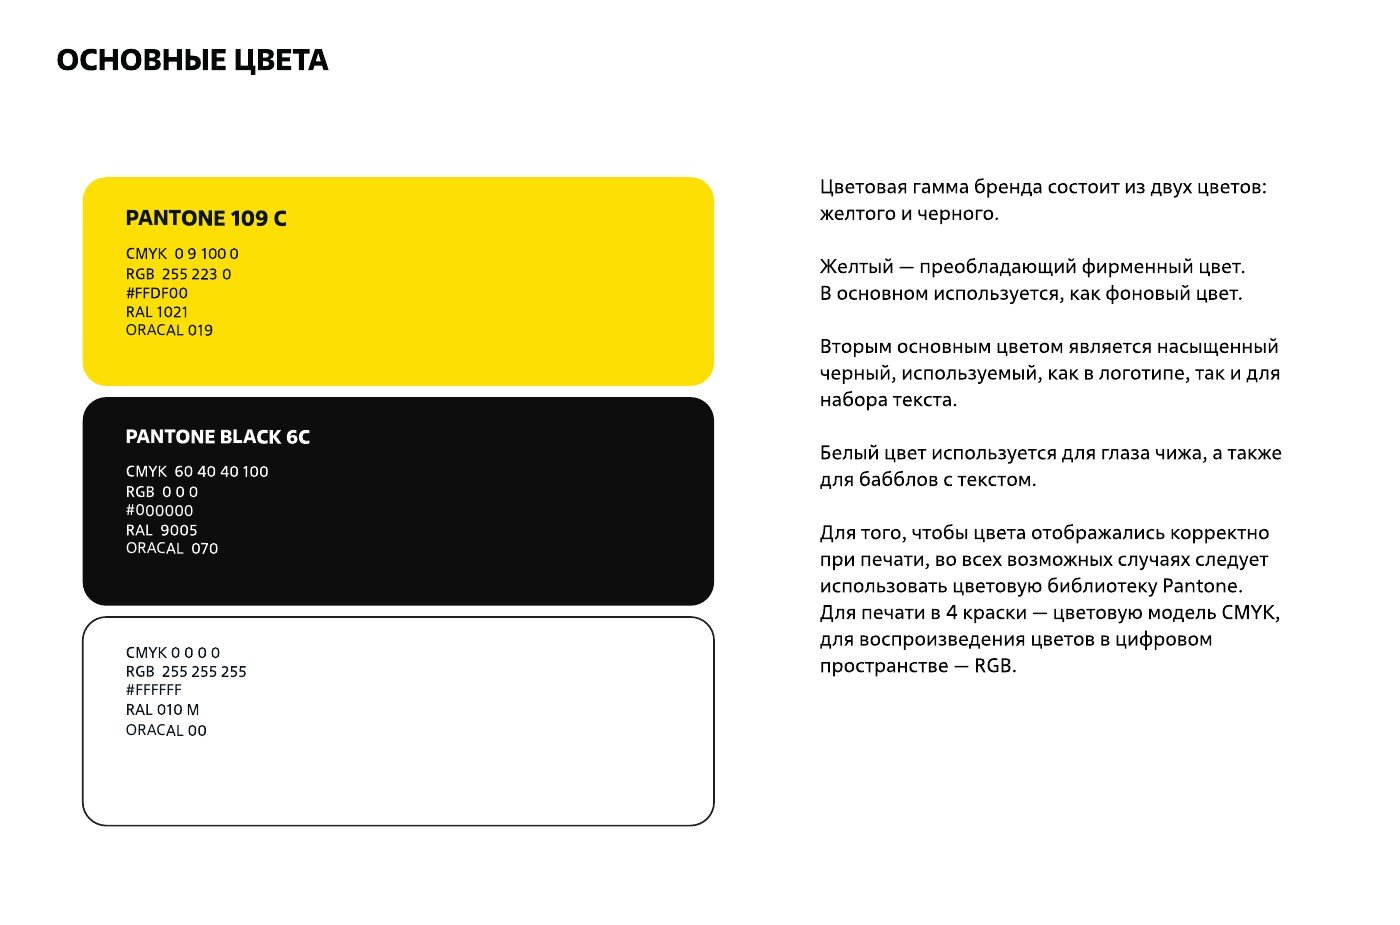 ОСНОВНЫЕ ЦВЕТА
PANTONE 109 C
CMYK 0 9 100 0
RGB 255 223 0
#FFDF00
RAL 1021
ORACAL 019
PANTONE BLACK 6C
CMYK 60 40 40 100
RGB 0 0 0
#000000
RAL 9005
ORACAL 070
CMYK 0 0 0 0
RGB 255 255 255
#FFFFFF
RAL 010 M
ORACAL 00
Цветовая гамма бренда состоит из двух цветов:
желтого и черного.
Желтый — преобладающий фирменный цвет.
В основном используется, как фоновый цвет.
Вторым основным цветом является насыщенный
черный, используемый, как в логотипе, так и для
набора текста.
Белый цвет используется для глаза чижа, а также
для бабблов с текстом.
Для того, чтобы цвета отображались корректно
при печати, во всех возможных случаях следует
использовать цветовую библиотеку Pantone.
Для печати в 4 краски — цветовую модель CMYK,
для воспроизведения цветов в цифровом
пространстве — RGB.